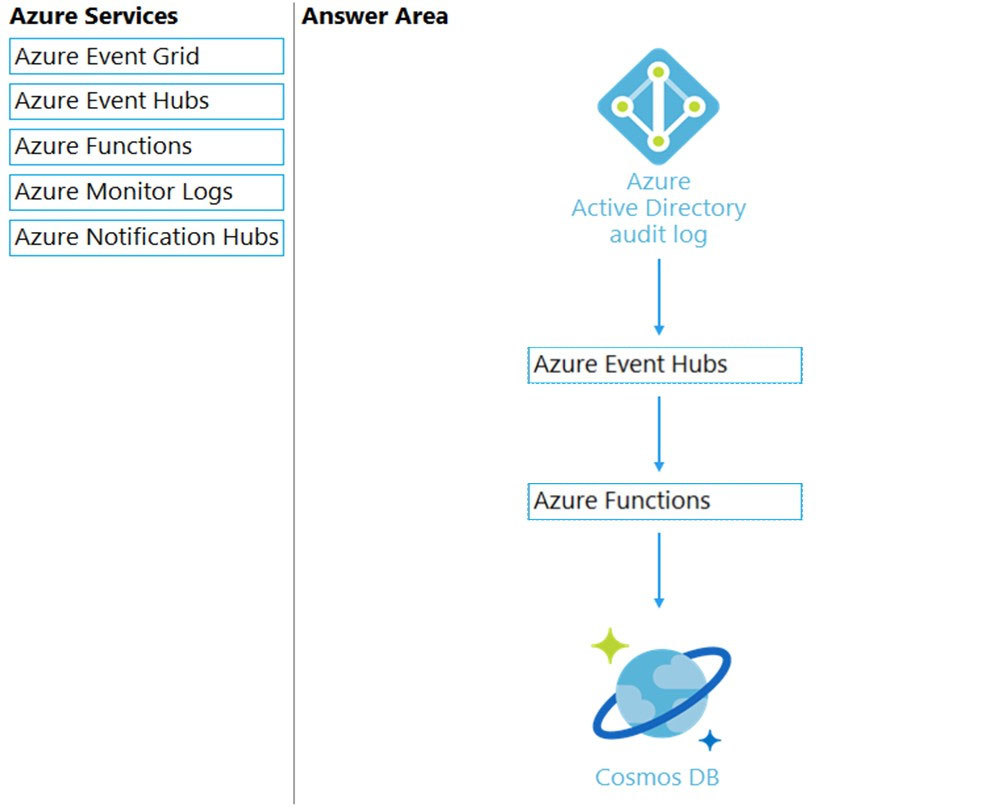 Azure Services
Azure Event Grid
Azure Event Hubs
Azure Functions
Azure Monitor Logs
Azure Notification Hubs
Answer Area
Azure
Active Directory
audit log
Azure Event Hubs
Azure Functions
Cosmos DB